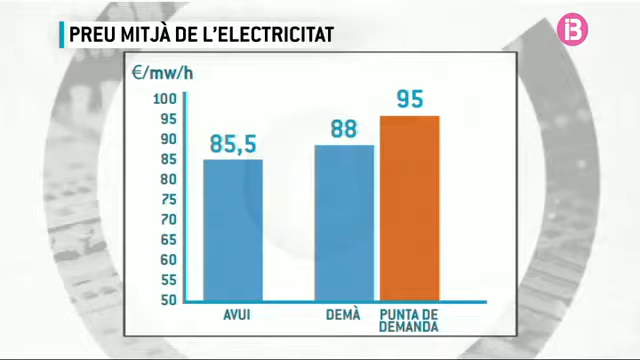 PREU MITJÀ DE L'ELECTRICITAT
€/mw/h
100
95
90
85
80
75
70
65
60
55
50
85,5
88
95
AVUI
DEMÀ
PUNTA DE
DEMANDA